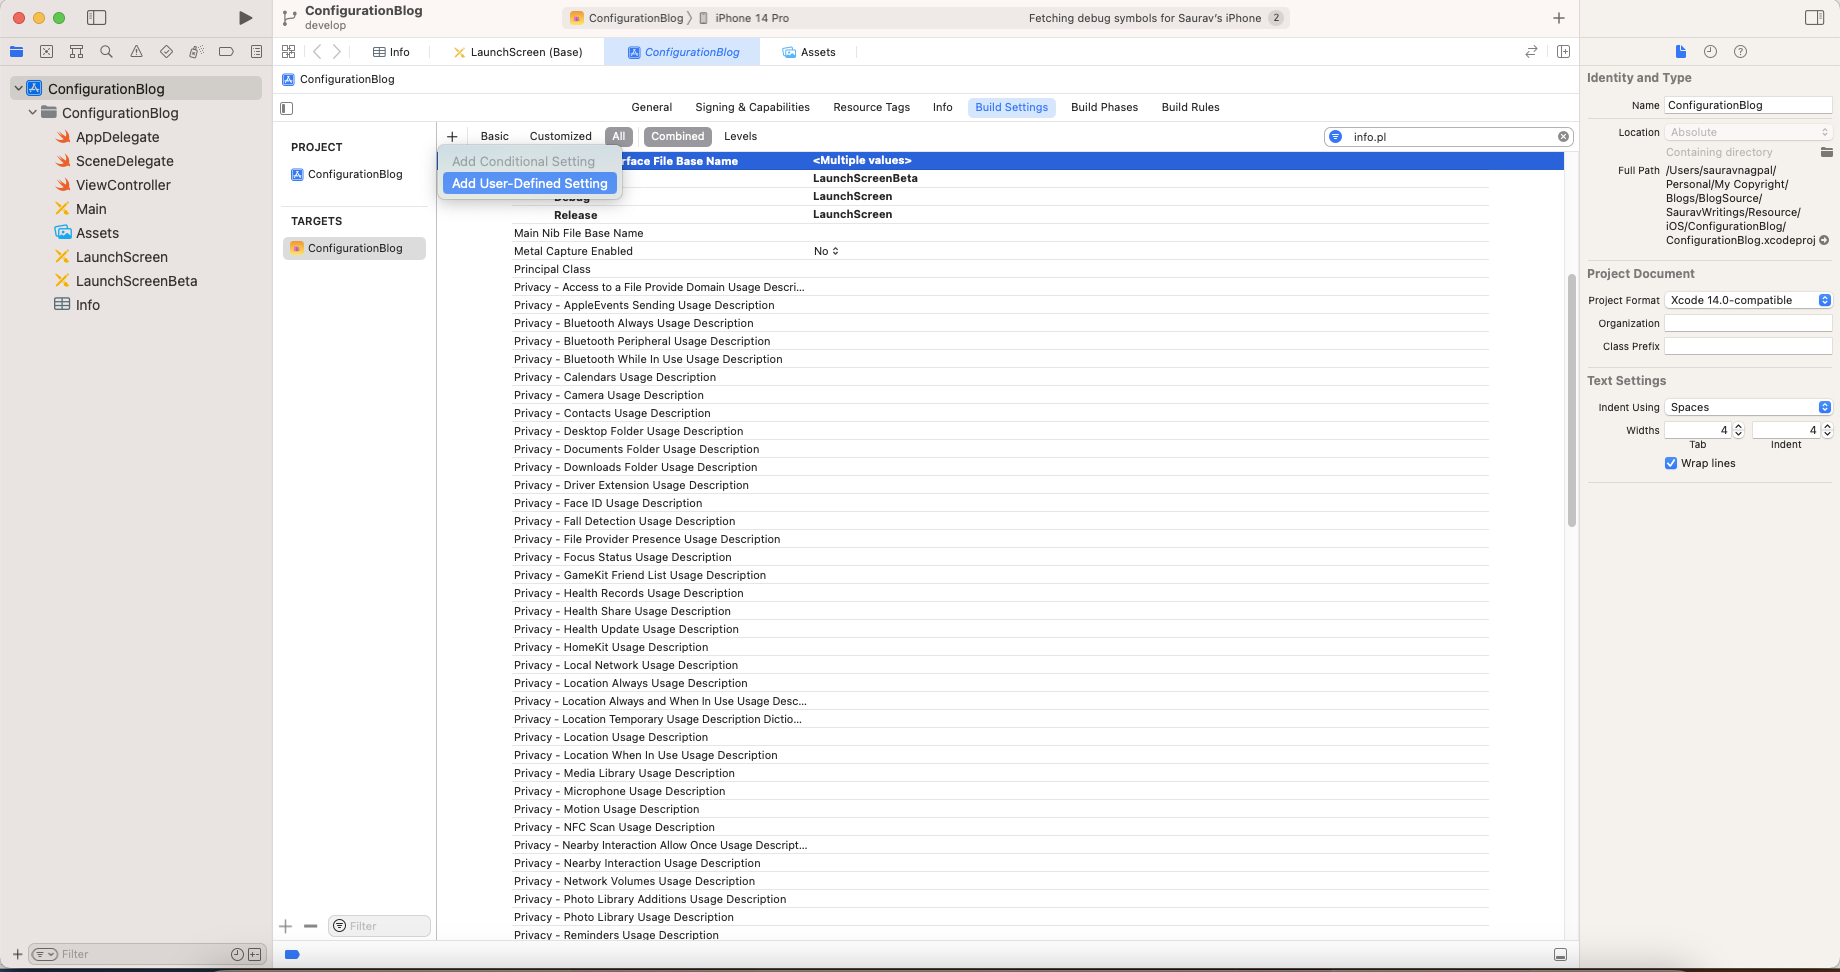 ConfigurationBlog
develop
ConfigurationBlog
iPhone 14 Pro
Fetching debug symbols for Saurav's iPhone
2
Info
LaunchScreen (Base)
ConfigurationBlog
Assets
ConfigurationBlog
ConfigurationBlog
AppDelegate
SceneDelegate
ViewController
Main
Assets
LaunchScreen
LaunchScreenBeta
Info
Filter
ConfigurationBlog
General
Signing & Capabilities
Resource Tags
Info
Build Settings
Build Phases
Build Rules
PROJECT
ConfigurationBlog
TARGETS
ConfigurationBlog
Filter
Basic
Customized
All
Combined
Levels
info.pl
Add Conditional Setting
Add User-Defined Setting
rface File Base Name
<Multiple values>
LaunchScreenBeta
Debug
LaunchScreen
Release
LaunchScreen
Main Nib File Base Name
Metal Capture Enabled
No
Principal Class
Privacy - Access to a File Provide Domain Usage Descri...
Privacy - AppleEvents Sending Usage Description
Privacy - Bluetooth Always Usage Description
Privacy - Bluetooth Peripheral Usage Description
Privacy - Bluetooth While In Use Usage Description
Privacy - Calendars Usage Description
Privacy - Camera Usage Description
Privacy - Contacts Usage Description
Privacy - Desktop Folder Usage Description
Privacy - Documents Folder Usage Description
Privacy - Downloads Folder Usage Description
Privacy - Driver Extension Usage Description
Privacy - Face ID Usage Description
Privacy - Fall Detection Usage Description
Privacy - File Provider Presence Usage Description
Privacy - Focus Status Usage Description
Privacy - GameKit Friend List Usage Description
Privacy - Health Records Usage Description
Privacy - Health Share Usage Description
Privacy - Health Update Usage Description
Privacy - HomeKit Usage Description
Privacy - Local Network Usage Description
Privacy - Location Always Usage Description
Privacy - Location Always and When In Use Usage Desc...
Privacy - Location Temporary Usage Description Dictio...
Privacy - Location Usage Description
Privacy - Location When In Use Usage Description
Privacy - Media Library Usage Description
Privacy - Microphone Usage Description
Privacy - Motion Usage Description
Privacy - NFC Scan Usage Description
Privacy - Nearby Interaction Allow Once Usage Descript...
Privacy - Nearby Interaction Usage Description
Privacy - Network Volumes Usage Description
Privacy - Photo Library Additions Usage Description
Privacy - Photo Library Usage Description
Privacy - Reminders Usage Description
Identity and Type
Name
ConfigurationBlog
Location
Absolute
Containing directory
Full Path
/Users/sauravnagpal/
Personal/My Copyright/
Blogs/BlogSource/
SauravWritings/Resource/
iOS/ConfigurationBlog/
ConfigurationBlog.xcodeproj
Project Document
Project Format
Xcode 14.0-compatible
Organization
Class Prefix
Text Settings
Indent Using
Spaces
Widths
4
4
Tab
Indent
Wrap lines